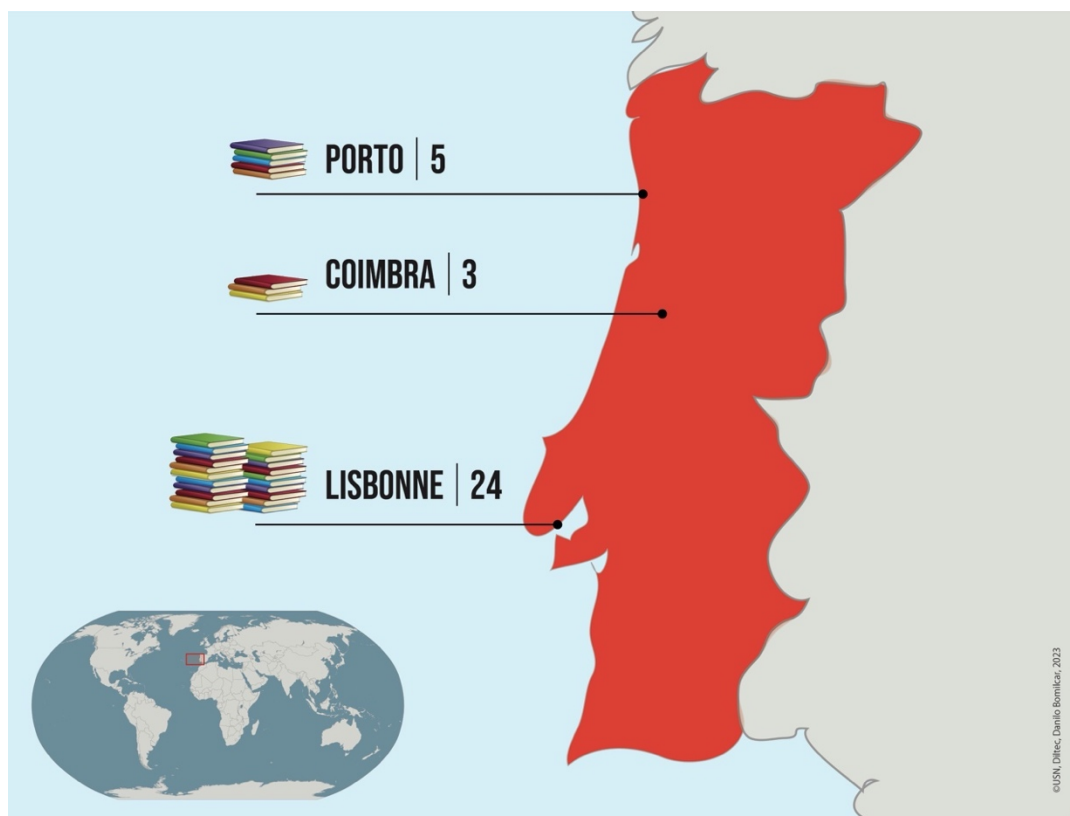 PORTO | 5
COIMBRA | 3
LISBONNE | 24
©USN, Diltec, Danilo Bomilcar, 2023